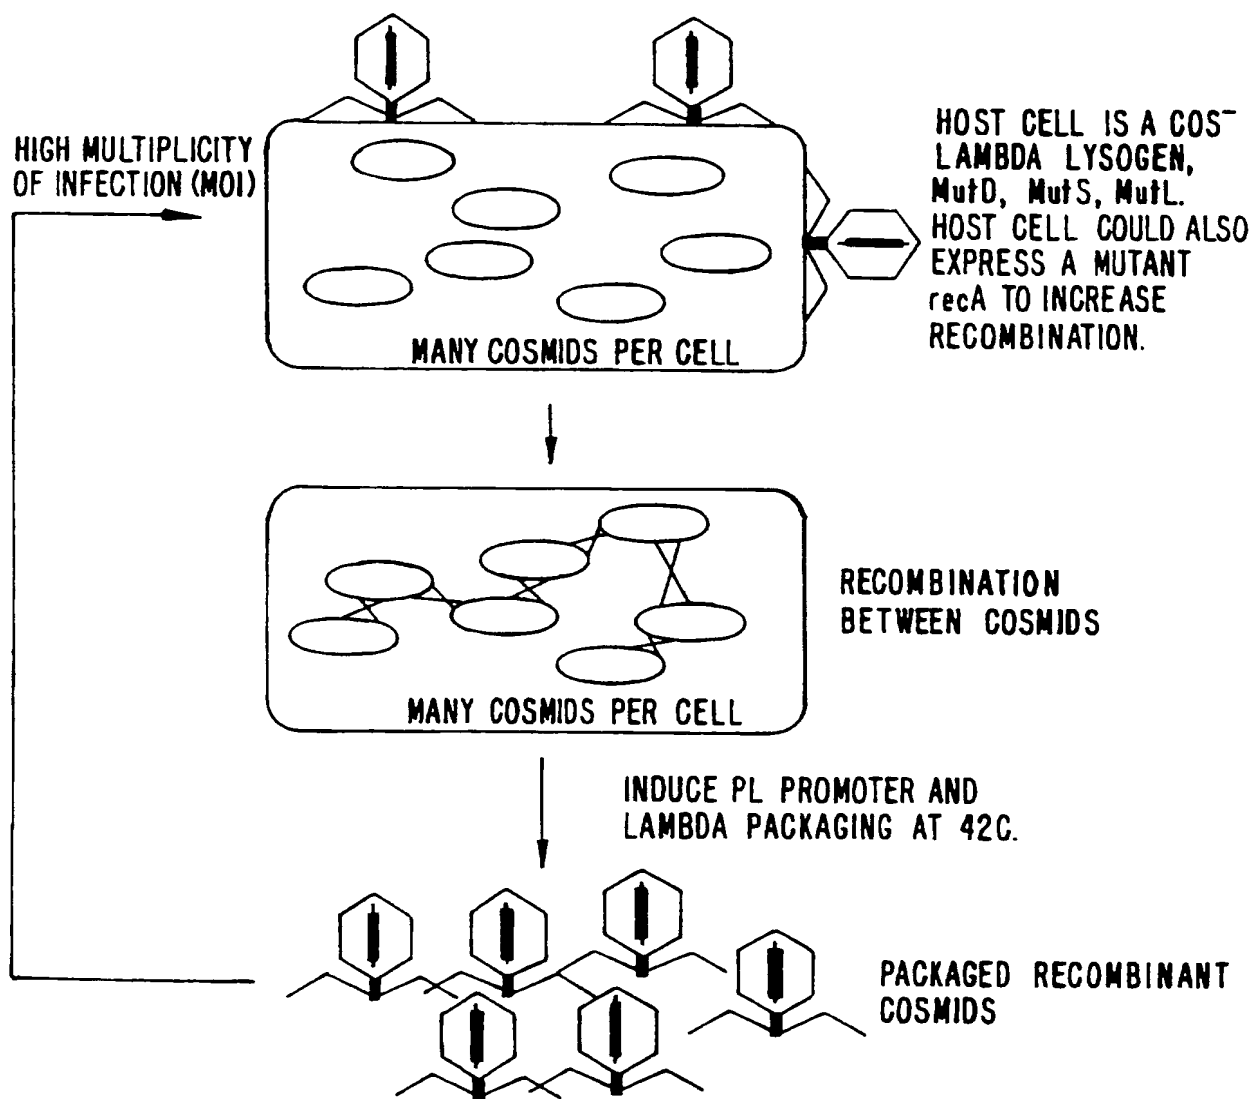 HIGH MULTIPLICITY
OF INFECTION (MOI)
HOST CELL IS A COS⁻
LAMBDA LYSOGEN,
MutD, MutS, MutL.
HOST CELL COULD ALSO
EXPRESS A MUTANT
recA TO INCREASE
RECOMBINATION.
MANY COSMIDS PER CELL
RECOMBINATION
BETWEEN COSMIDS
MANY COSMIDS PER CELL
INDUCE PL PROMOTER AND
LAMBDA PACKAGING AT 42C.
PACKAGED RECOMBINANT
COSMIDS